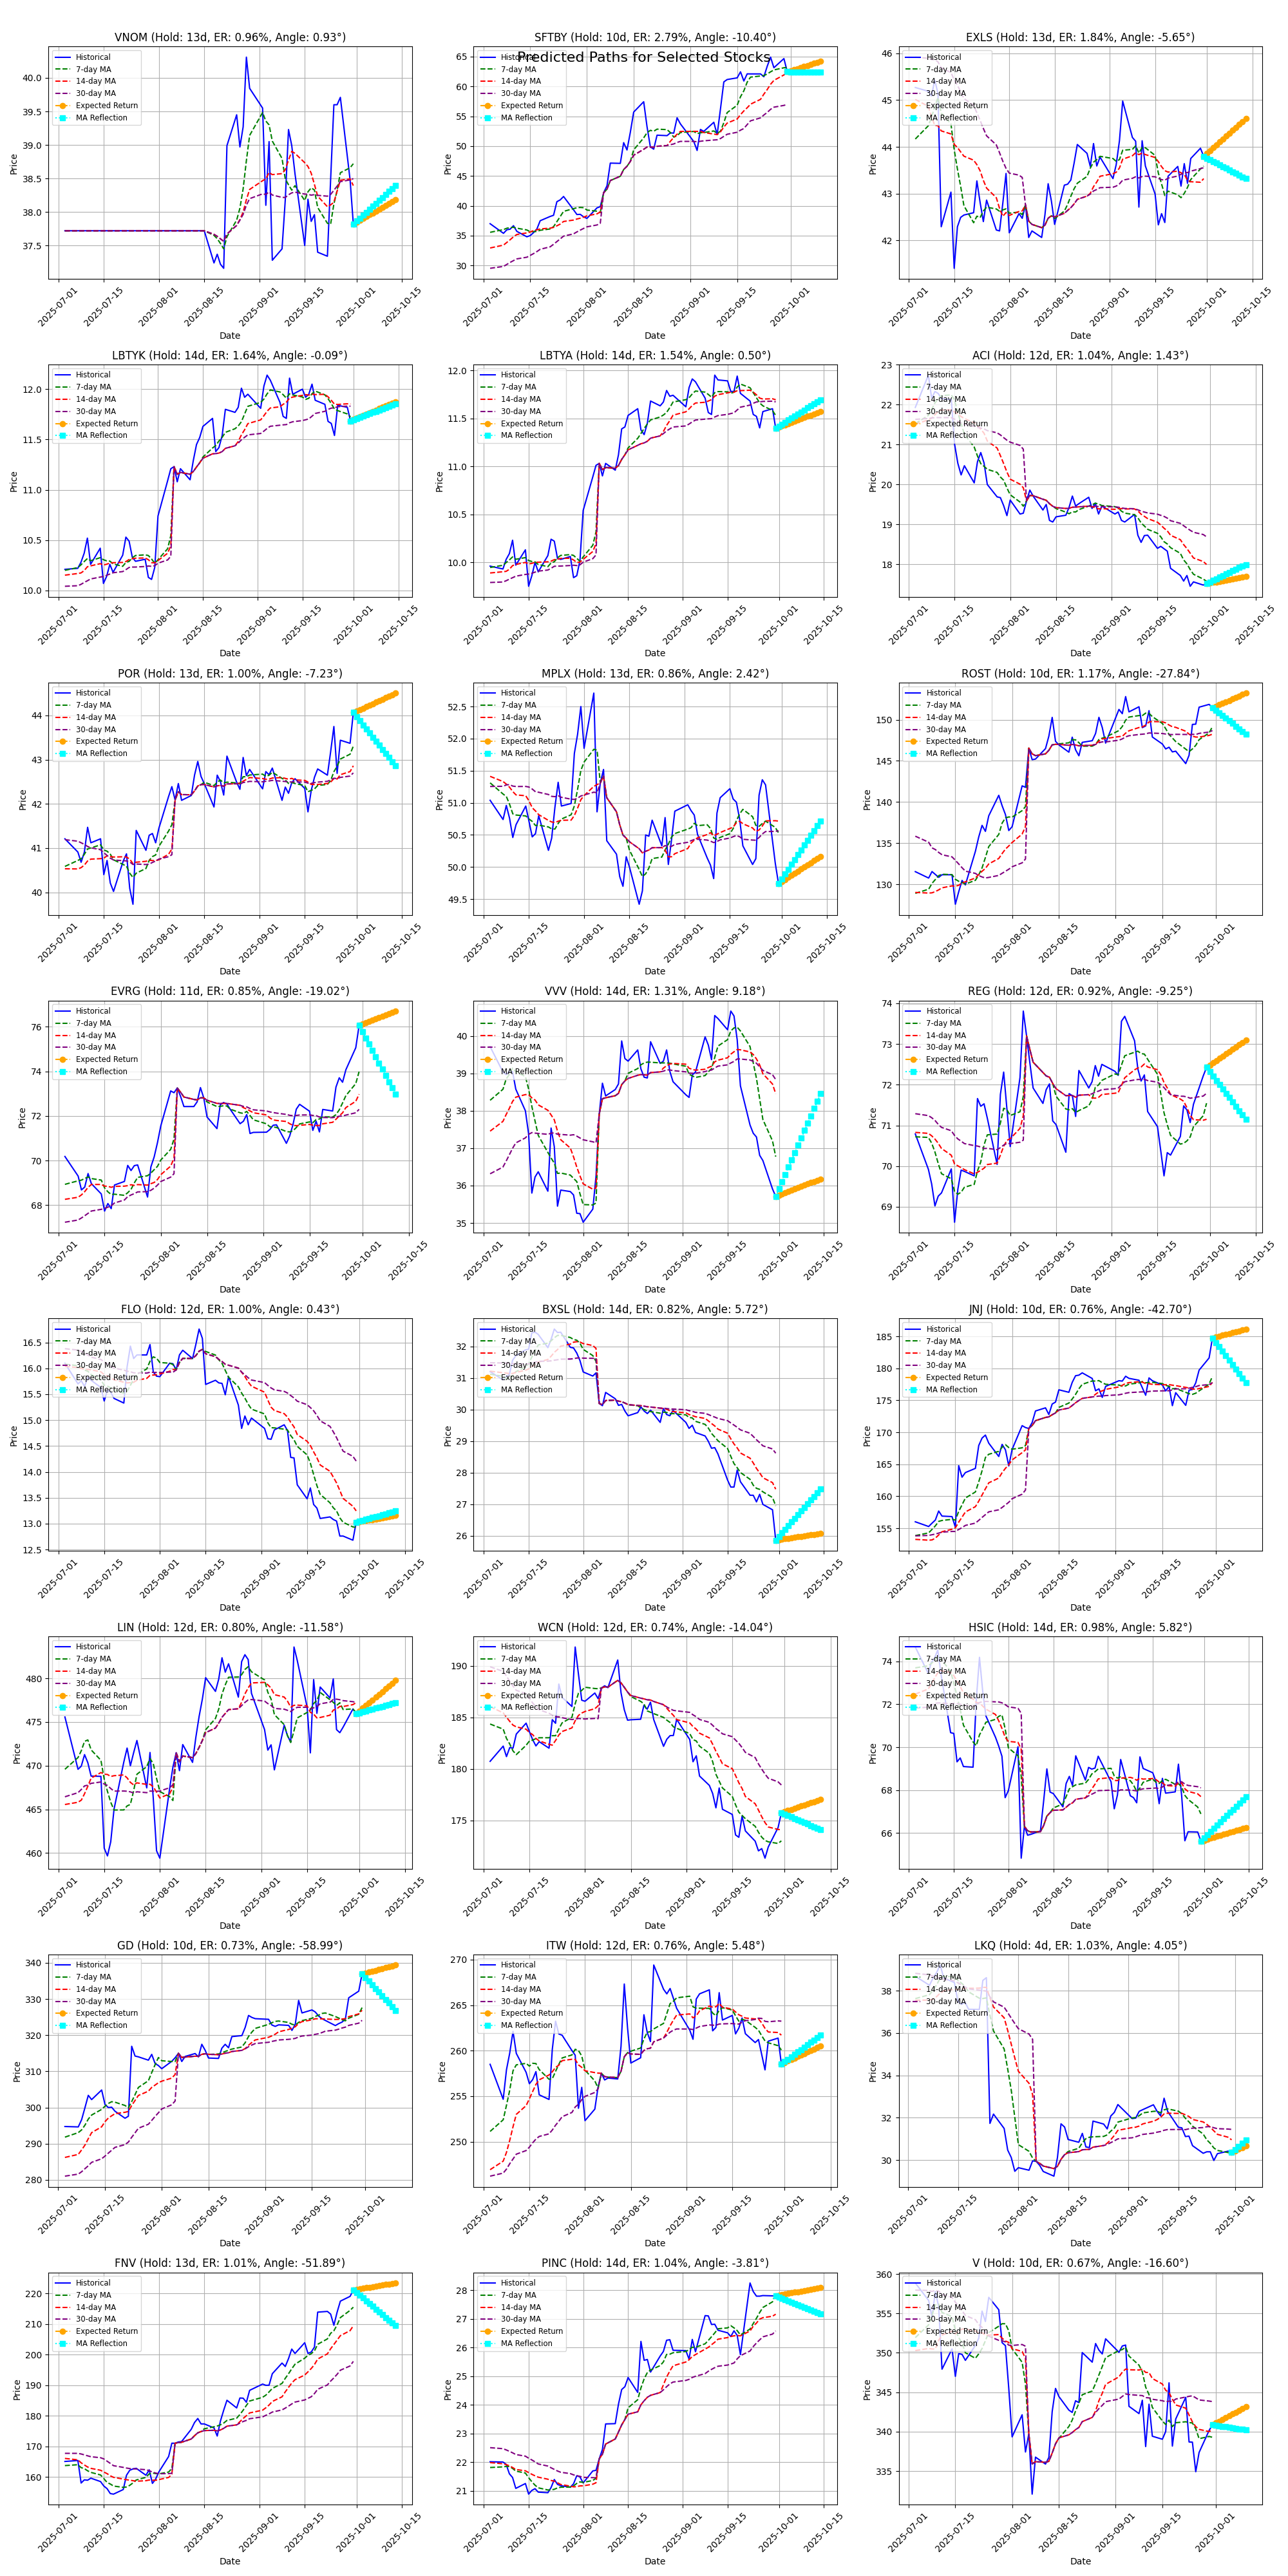 Predicted Paths for Selected Stocks
VNOM (Hold: 13d, ER: 0.96%, Angle: 0.93°)
SFTBY (Hold: 10d, ER: 2.79%, Angle: -10.40°)
EXLS (Hold: 13d, ER: 1.84%, Angle: -5.65°)
Historical
7-day MA
14-day MA
30-day MA
Expected Return
MA Reflection
Price
Date
LBTYK (Hold: 14d, ER: 1.64%, Angle: -0.09°)
LBTYA (Hold: 14d, ER: 1.54%, Angle: 0.50°)
ACI (Hold: 12d, ER: 1.04%, Angle: 1.43°)
POR (Hold: 13d, ER: 1.00%, Angle: -7.23°)
MPLX (Hold: 13d, ER: 0.86%, Angle: 2.42°)
ROST (Hold: 10d, ER: 1.17%, Angle: -27.84°)
EVRG (Hold: 11d, ER: 0.85%, Angle: -19.02°)
VVV (Hold: 14d, ER: 1.31%, Angle: 9.18°)
REG (Hold: 12d, ER: 0.92%, Angle: -9.25°)
FLO (Hold: 12d, ER: 1.00%, Angle: 0.43°)
BXSL (Hold: 14d, ER: 0.82%, Angle: 5.72°)
JNJ (Hold: 10d, ER: 0.76%, Angle: -42.70°)
LIN (Hold: 12d, ER: 0.80%, Angle: -11.58°)
WCN (Hold: 12d, ER: 0.74%, Angle: -14.04°)
HSIC (Hold: 14d, ER: 0.98%, Angle: 5.82°)
GD (Hold: 10d, ER: 0.73%, Angle: -58.99°)
ITW (Hold: 12d, ER: 0.76%, Angle: 5.48°)
LKQ (Hold: 4d, ER: 1.03%, Angle: 4.05°)
FNV (Hold: 13d, ER: 1.01%, Angle: -51.89°)
PINC (Hold: 14d, ER: 1.04%, Angle: -3.81°)
V (Hold: 10d, ER: 0.67%, Angle: -16.60°)
2025-07-01
2025-07-15
2025-08-01
2025-08-15
2025-09-01
2025-09-15
2025-10-01
2025-10-15